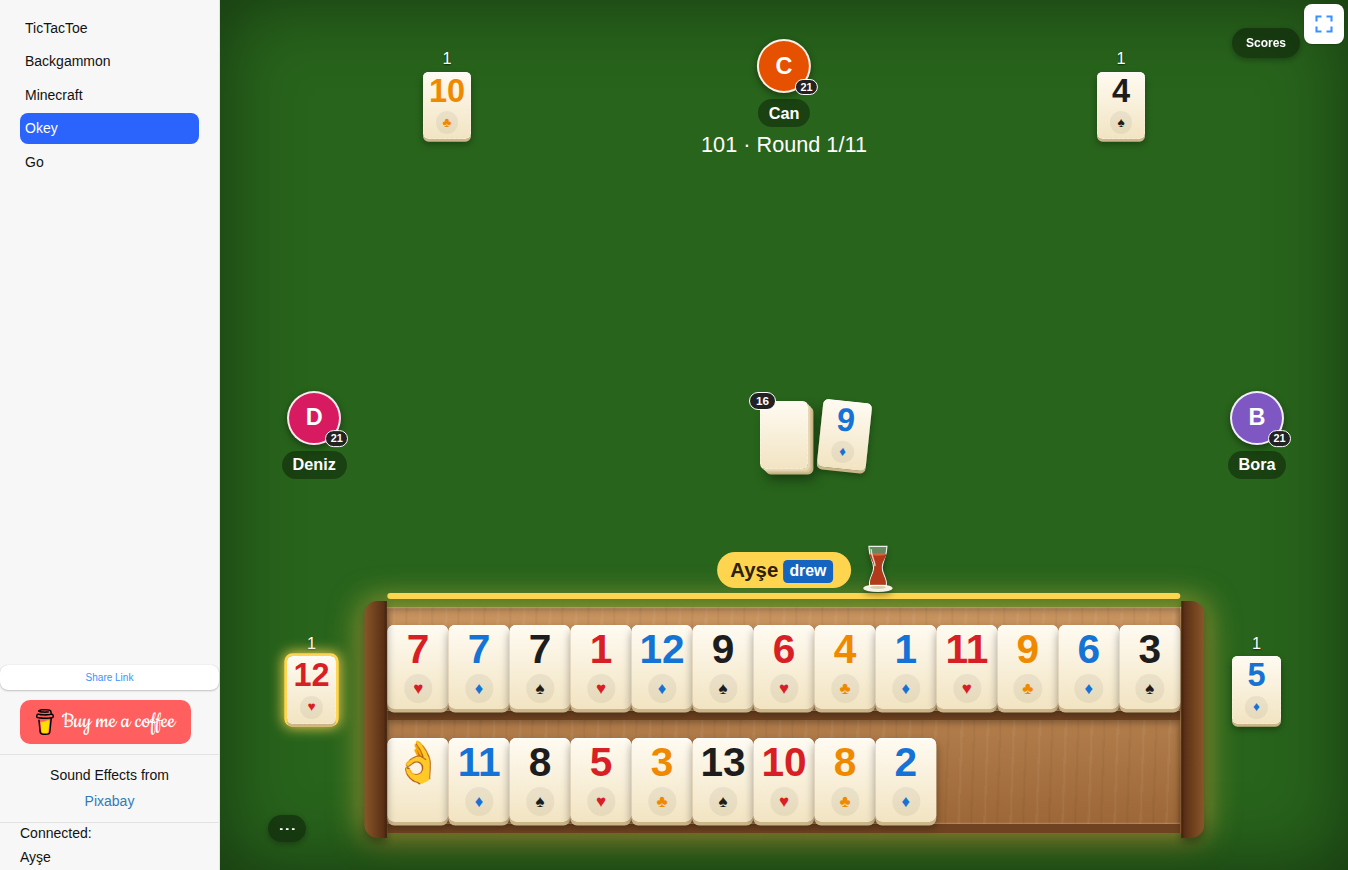 TicTacToe
Backgammon
Minecraft
Okey
Go
Share Link
Buy me a coffee
Sound Effects from
Pixabay
Connected:
Ayşe
Scores
1
10
C
21
Can
101 · Round 1/11
1
4
D
21
Deniz
16
9
B
21
Bora
Ayşe drew
1
12
1
5
7 7 7 1 12 9 6 4 1 11 9 6 3
11 8 5 3 13 10 8 2
...